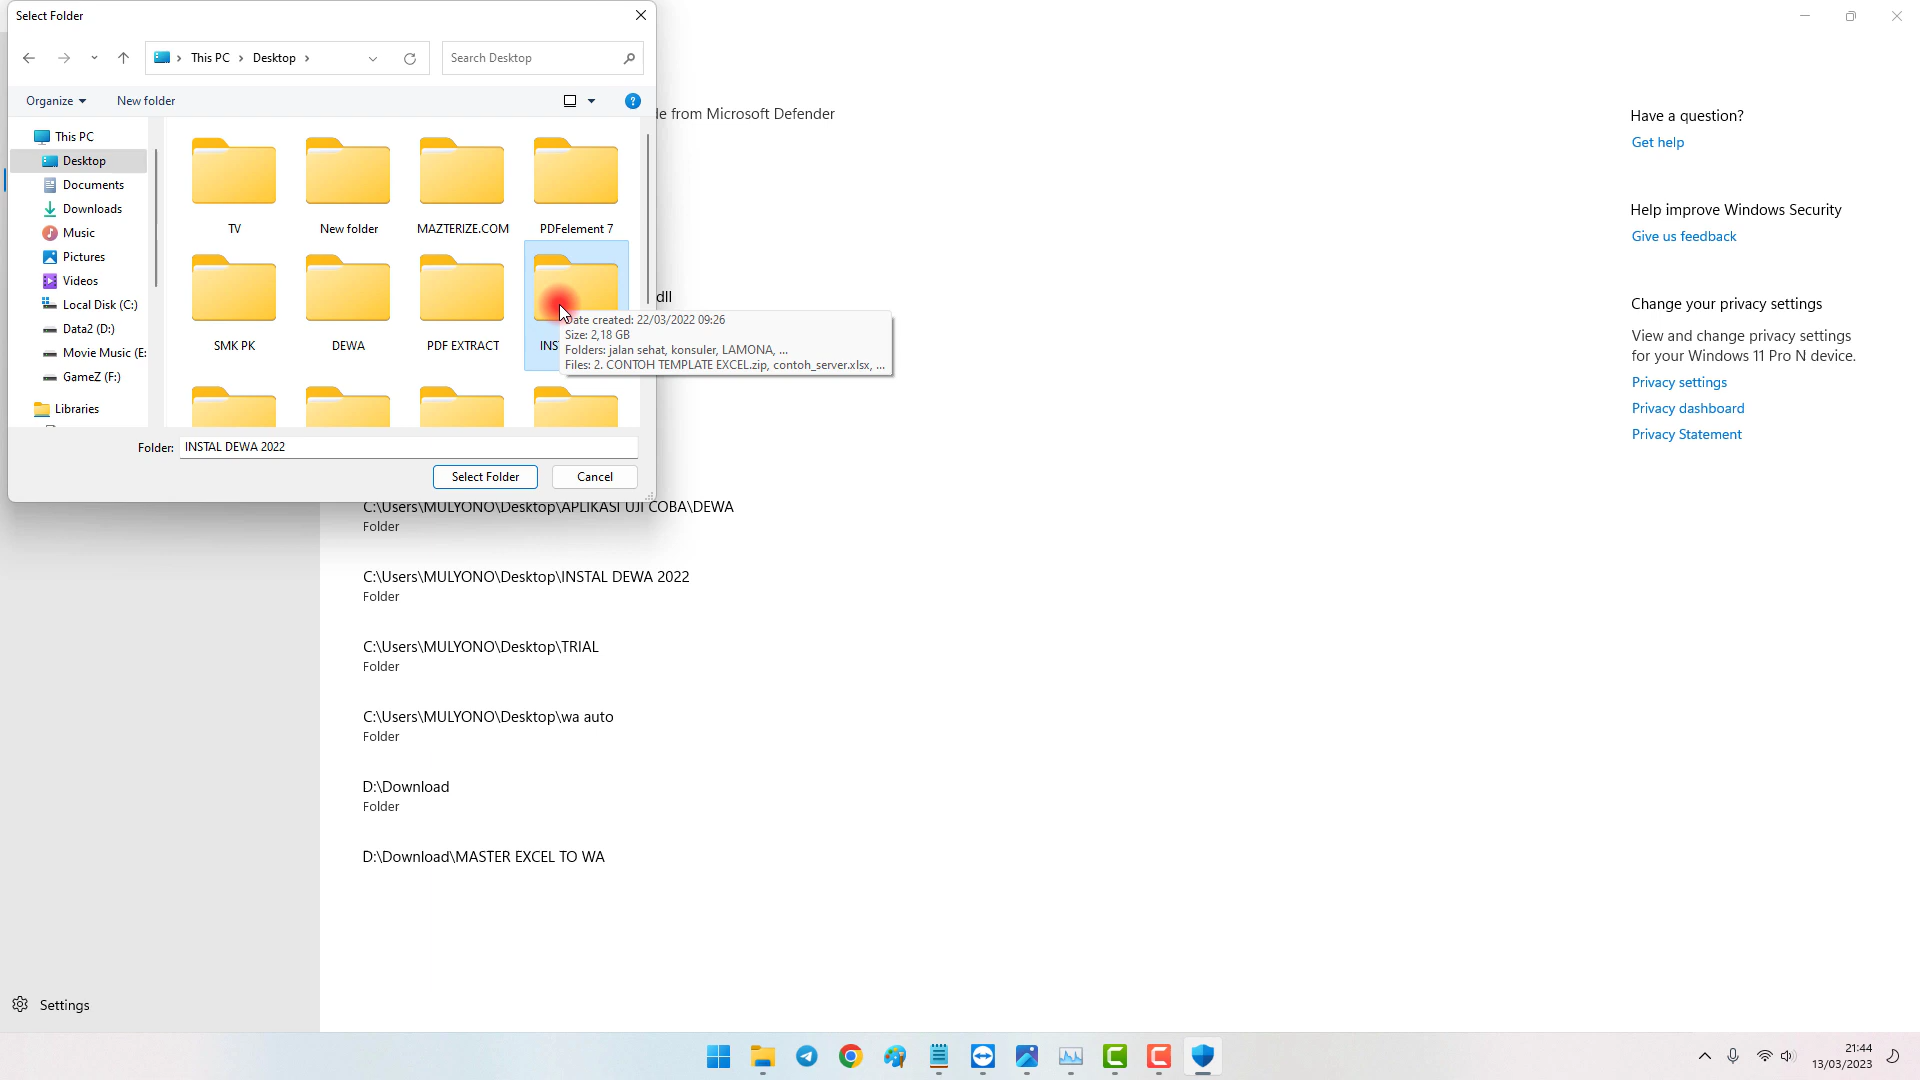 Select Folder
This PC
Desktop
Search Desktop
Organize
New folder
This PC
Desktop
Documents
Downloads
Music
Pictures
Videos
Local Disk (C:)
Data2 (D:)
Movie Music (E:
GameZ (F:)
Libraries
TV
New folder
MAZTERIZE.COM
PDFelement 7
SMK PK
DEWA
PDF EXTRACT
Date created: 22/03/2022 09:26
Size: 2,18 GB
Folders: jalan sehat, konsuler, LAMONA, ...
Files: 2. CONTOH TEMPLATE EXCEL.zip, contoh_server.xlsx, ...
Folder:
INSTAL DEWA 2022
Select Folder
Cancel
from Microsoft Defender
dll
C:\Users\MULYONO\Desktop\APLIKASI UJI COBA\DEWA
Folder
C:\Users\MULYONO\Desktop\INSTAL DEWA 2022
Folder
C:\Users\MULYONO\Desktop\TRIAL
Folder
C:\Users\MULYONO\Desktop\wa auto
Folder
D:\Download
Folder
D:\Download\MASTER EXCEL TO WA
Have a question?
Get help
Help improve Windows Security
Give us feedback
Change your privacy settings
View and change privacy settings
for your Windows 11 Pro N device.
Privacy settings
Privacy dashboard
Privacy Statement
Settings
21:44
13/03/2023